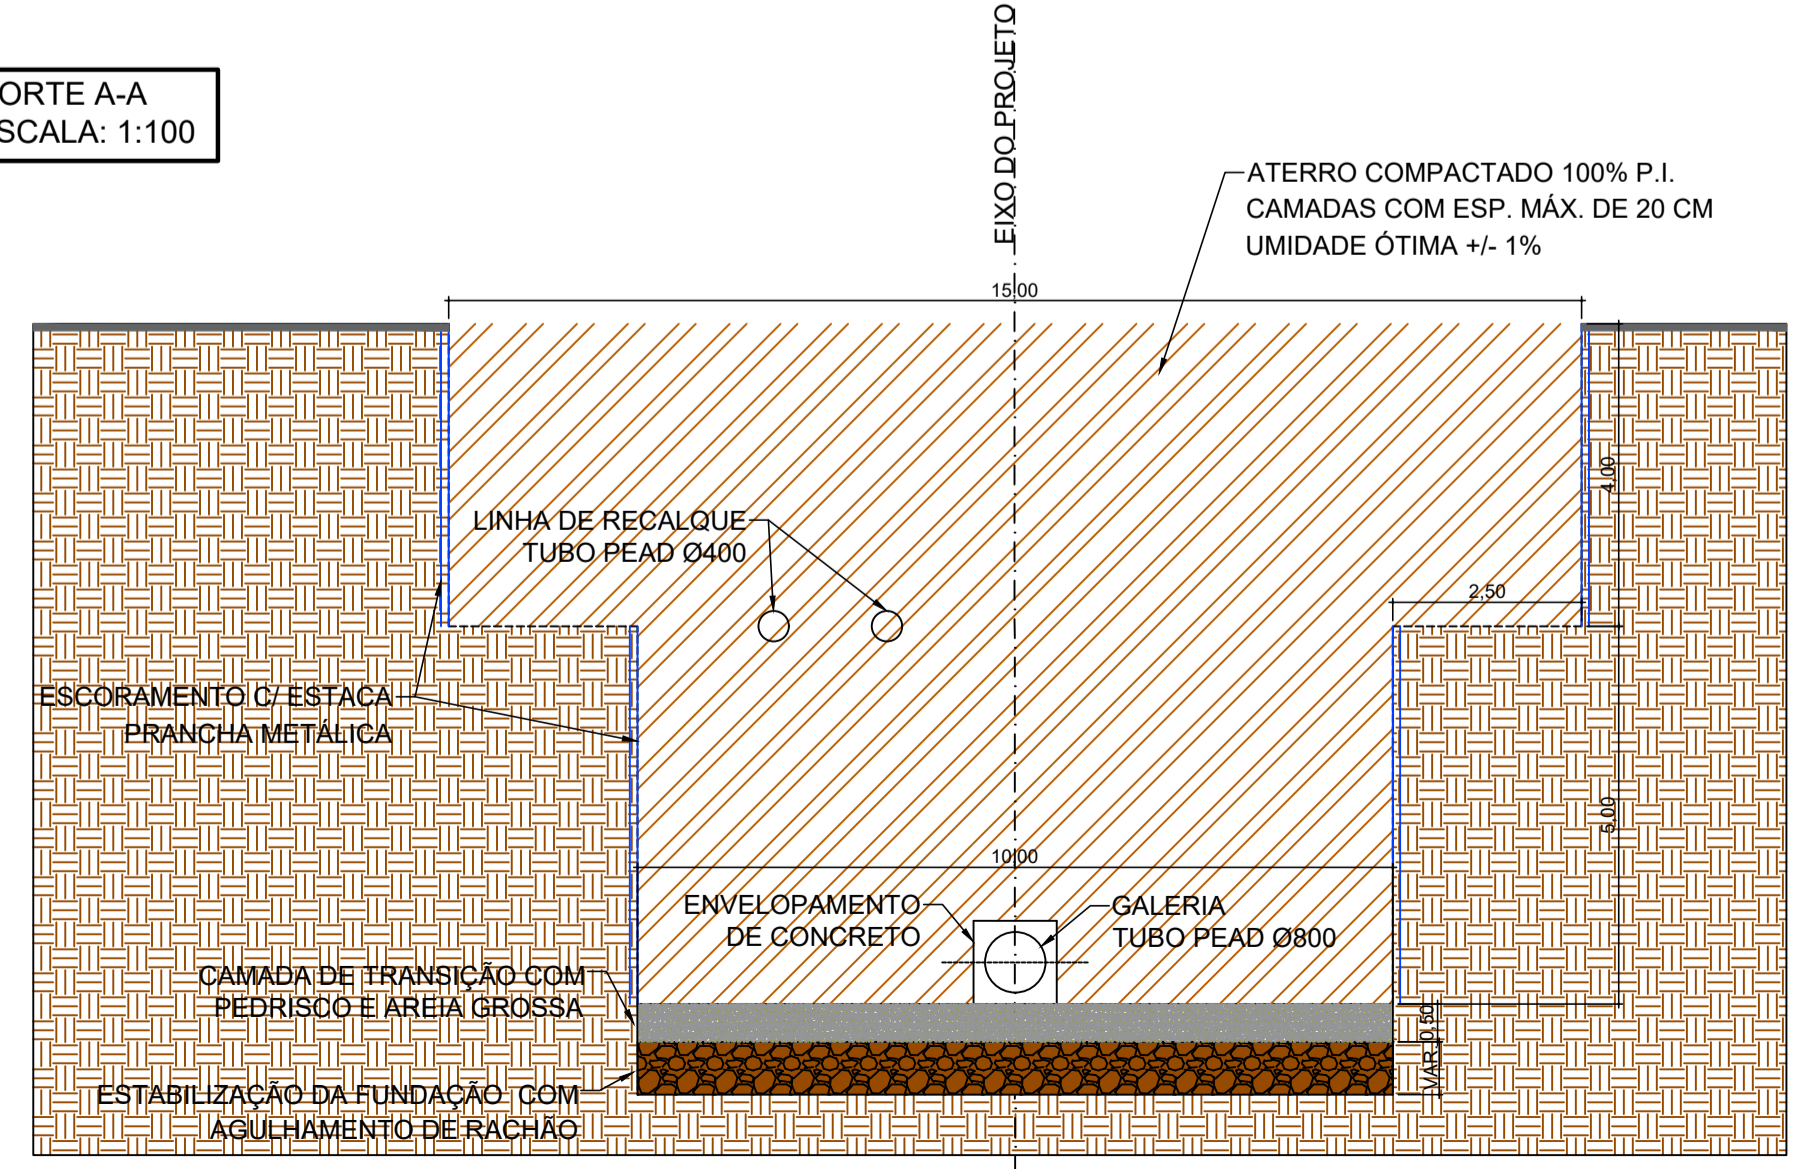 ORTE A-A
SCALA: 1:100
EIXO DO PROJETO
ATERRO COMPACTADO 100% P.I.
CAMADAS COM ESP. MÁX. DE 20 CM
UMIDADE ÓTIMA +/- 1%
15,00
4,00
LINHA DE RECALQUE
TUBO PEAD Ø400
2,50
ESCORAMENTO C/ ESTACA
PRANCHA METÁLICA
5,00
10,00
ENVELOPAMENTO
DE CONCRETO
GALERIA
TUBO PEAD Ø800
CAMADA DE TRANSIÇÃO COM
PEDRISCO E AREIA GROSSA
0,50
VAR.
ESTABILIZAÇÃO DA FUNDAÇÃO COM
AGULHAMENTO DE RACHÃO